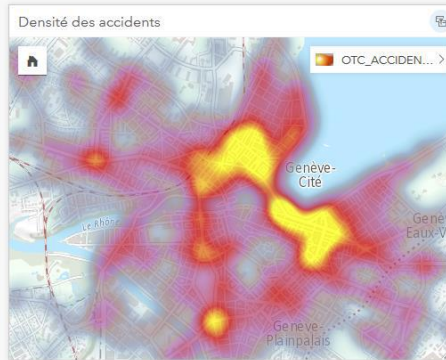 Densité des accidents
OTC_ACCIDEN...
Genève-
Cité
Le Rhône
Genè
Eaux-V
Genève-
Plainpalais